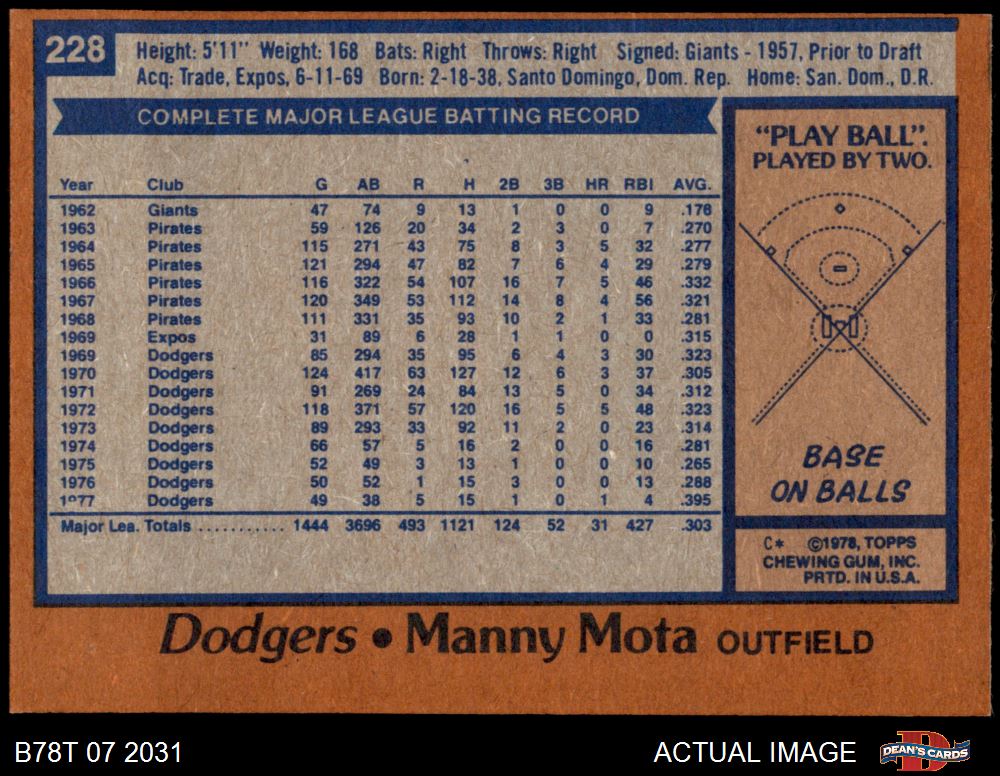 228
Height: 5'11" Weight: 168 Bats: Right Throws: Right Signed: Giants - 1957, Prior to Draft
Acq: Trade, Expos, 6-11-69 Born: 2-18-38, Santo Domingo, Dom. Rep. Home: San. Dom., D.R.
COMPLETE MAJOR LEAGUE BATTING RECORD
Year Club G AB R H 2B 3B HR RBI AVG.
1962 Giants 47 74 9 13 1 0 0 9 .176
1963 Pirates 59 126 20 34 2 3 0 7 .270
1964 Pirates 115 271 43 75 8 3 5 32 .277
1965 Pirates 121 294 47 82 7 6 4 29 .279
1966 Pirates 116 322 54 107 16 7 5 46 .332
1967 Pirates 120 349 53 112 14 8 4 56 .321
1968 Pirates 111 331 35 93 10 2 1 33 .281
1969 Expos 31 89 6 28 1 1 0 0 .315
1969 Dodgers 85 294 35 95 6 4 3 30 .323
1970 Dodgers 124 417 63 127 12 6 3 37 .305
1971 Dodgers 91 269 24 84 13 5 0 34 .312
1972 Dodgers 118 371 57 120 16 5 5 48 .323
1973 Dodgers 89 293 33 92 11 2 0 23 .314
1974 Dodgers 66 57 5 16 2 0 0 16 .281
1975 Dodgers 52 49 3 13 1 0 0 10 .265
1976 Dodgers 50 52 1 15 3 0 0 13 .288
1977 Dodgers 49 38 5 15 1 0 1 4 .395
Major Lea. Totals ........... 1444 3696 493 1121 124 52 31 427 .303
"PLAY BALL".
PLAYED BY TWO.
BASE
ON BALLS
C* ©1978, TOPPS
CHEWING GUM, INC.
PRTD. IN U.S.A.
Dodgers • Manny Mota OUTFIELD
B78T 07 2031
ACTUAL IMAGE
DEAN'S CARDS